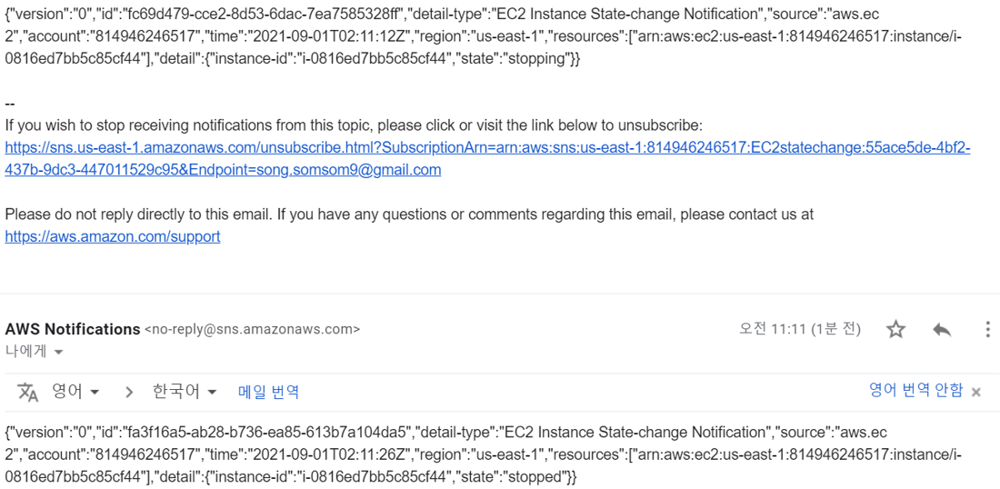 {"version":"0","id":"fc69d479-cce2-8d53-6dac-7ea7585328ff","detail-type":"EC2 Instance State-change Notification","source":"aws.ec
2","account":"814946246517","time":"2021-09-01T02:11:12Z","region":"us-east-1","resources":["arn:aws:ec2:us-east-1:814946246517:instance/i-
0816ed7bb5c85cf44"],"detail":{"instance-id":"i-0816ed7bb5c85cf44","state":"stopping"}}
--
If you wish to stop receiving notifications from this topic, please click or visit the link below to unsubscribe:
https://sns.us-east-1.amazonaws.com/unsubscribe.html?SubscriptionArn=arn:aws:sns:us-east-1:814946246517:EC2statechange:55ace5de-4bf2-
437b-9dc3-447011529c95&Endpoint=song.somsom9@gmail.com
Please do not reply directly to this email. If you have any questions or comments regarding this email, please contact us at
https://aws.amazon.com/support
AWS Notifications <no-reply@sns.amazonaws.com> 오전 11:11 (1분 전)
나에게
영어 > 한국어 메일 번역 영어 번역 안함 ×
{"version":"0","id":"fa3f16a5-ab28-b736-ea85-613b7a104da5","detail-type":"EC2 Instance State-change Notification","source":"aws.ec
2","account":"814946246517","time":"2021-09-01T02:11:26Z","region":"us-east-1","resources":["arn:aws:ec2:us-east-1:814946246517:instance/i-
0816ed7bb5c85cf44"],"detail":{"instance-id":"i-0816ed7bb5c85cf44","state":"stopped"}}